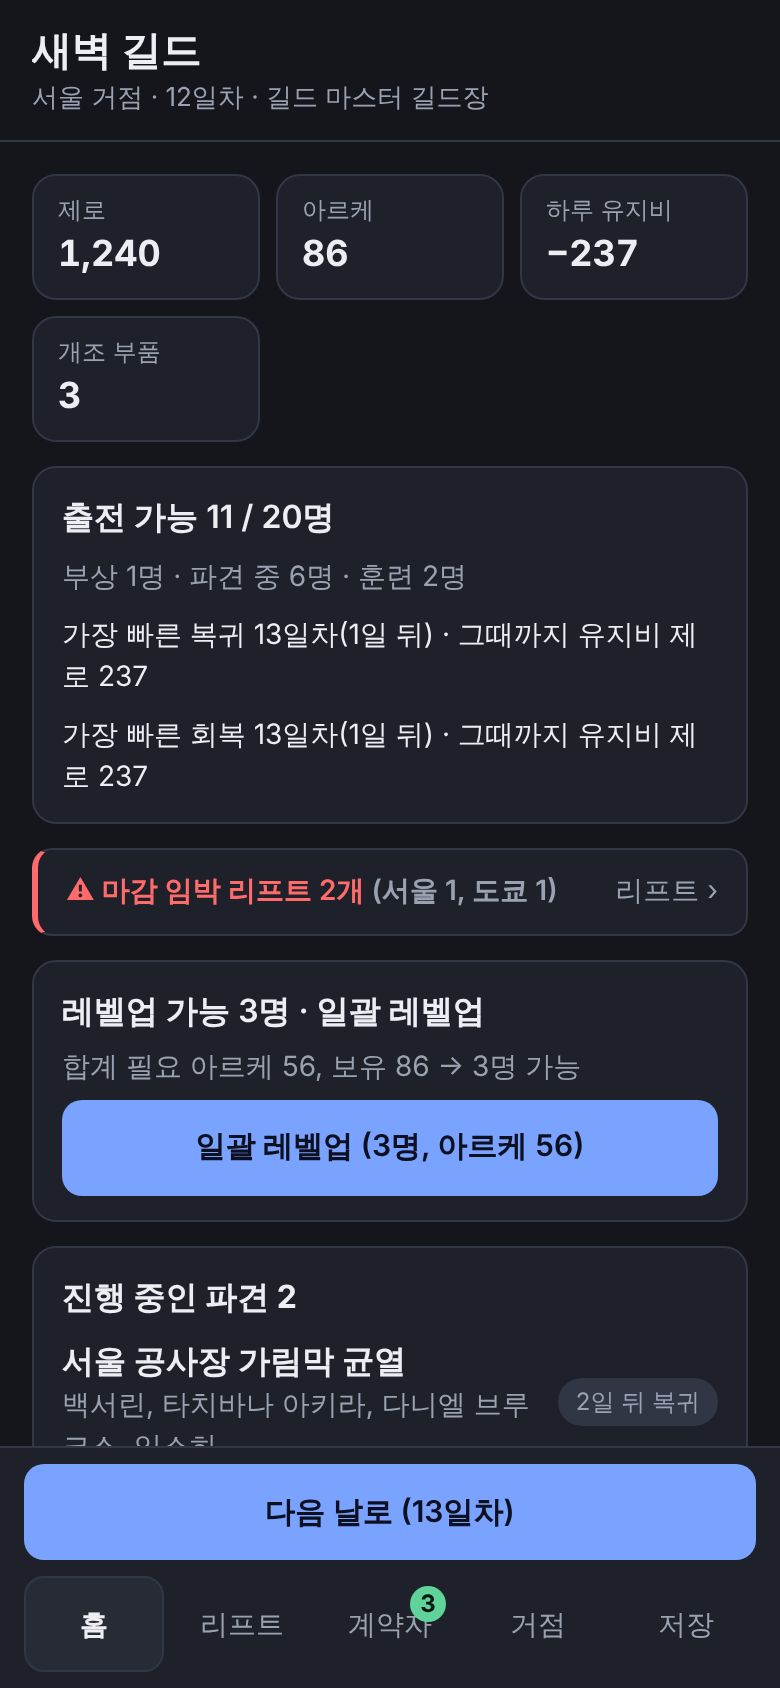 새벽 길드
서울 거점 · 12일차 · 길드 마스터 길드장
제로
1,240
아르케
86
하루 유지비
−237
개조 부품
3
출전 가능 11 / 20명
부상 1명 · 파견 중 6명 · 훈련 2명
가장 빠른 복귀 13일차(1일 뒤) · 그때까지 유지비 제
로 237
가장 빠른 회복 13일차(1일 뒤) · 그때까지 유지비 제
로 237
⚠ 마감 임박 리프트 2개 (서울 1, 도쿄 1)
리프트 ›
레벨업 가능 3명 · 일괄 레벨업
합계 필요 아르케 56, 보유 86 → 3명 가능
일괄 레벨업 (3명, 아르케 56)
진행 중인 파견 2
서울 공사장 가림막 균열
백서린, 타치바나 아키라, 다니엘 브루
2일 뒤 복귀
다음 날로 (13일차)
홈
리프트
계약자
3
거점
저장